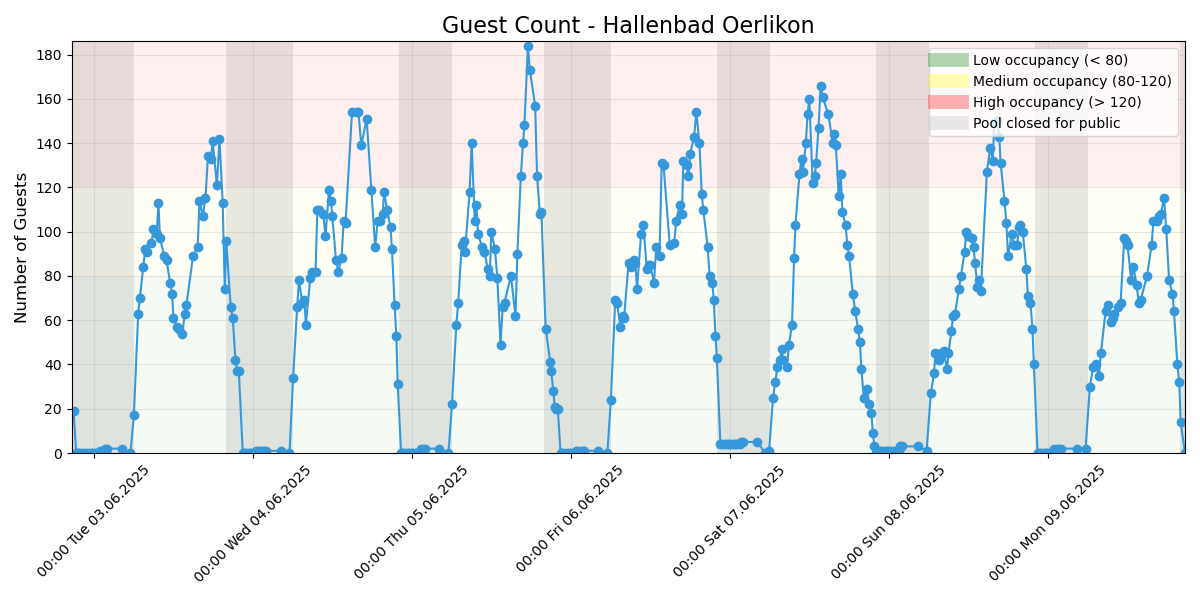 Guest Count - Hallenbad Oerlikon
Number of Guests
180
160
140
120
100
80
60
40
20
0
Low occupancy (< 80)
Medium occupancy (80-120)
High occupancy (> 120)
Pool closed for public
00:00 Tue 03.06.2025
00:00 Wed 04.06.2025
00:00 Thu 05.06.2025
00:00 Fri 06.06.2025
00:00 Sat 07.06.2025
00:00 Sun 08.06.2025
00:00 Mon 09.06.2025